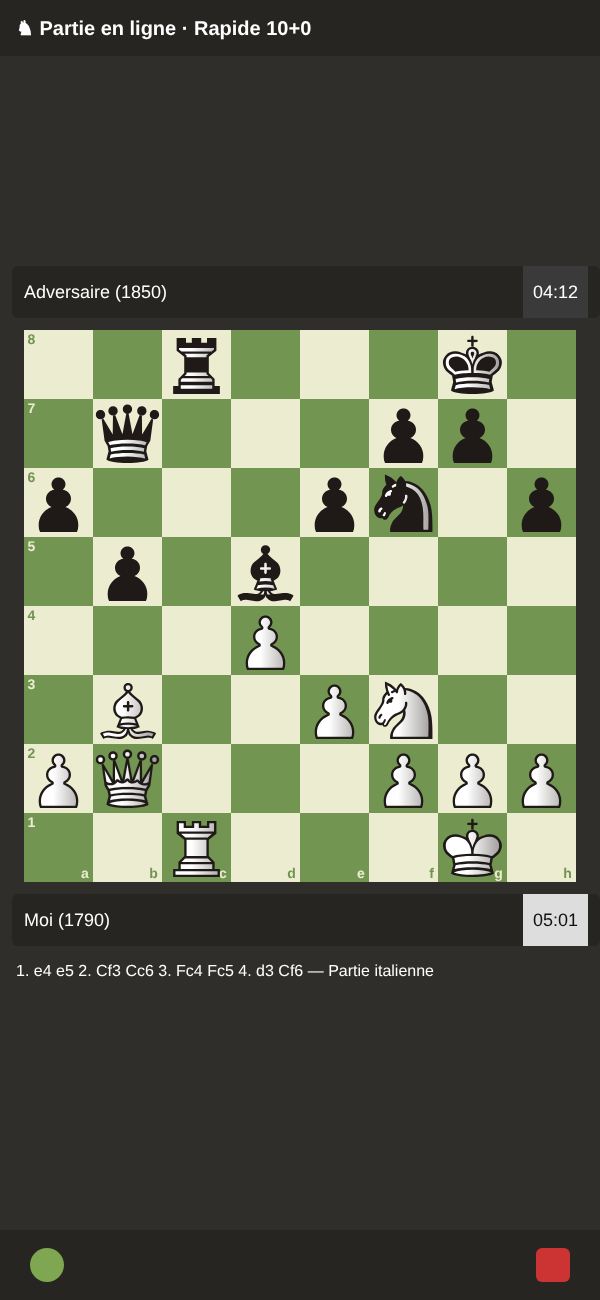 ♞ Partie en ligne · Rapide 10+0
Adversaire (1850) 04:12
8
7
6
5
4
3
2
1
a b c d e f g h
Moi (1790) 05:01
1. e4 e5 2. Cf3 Cc6 3. Fc4 Fc5 4. d3 Cf6 — Partie italienne